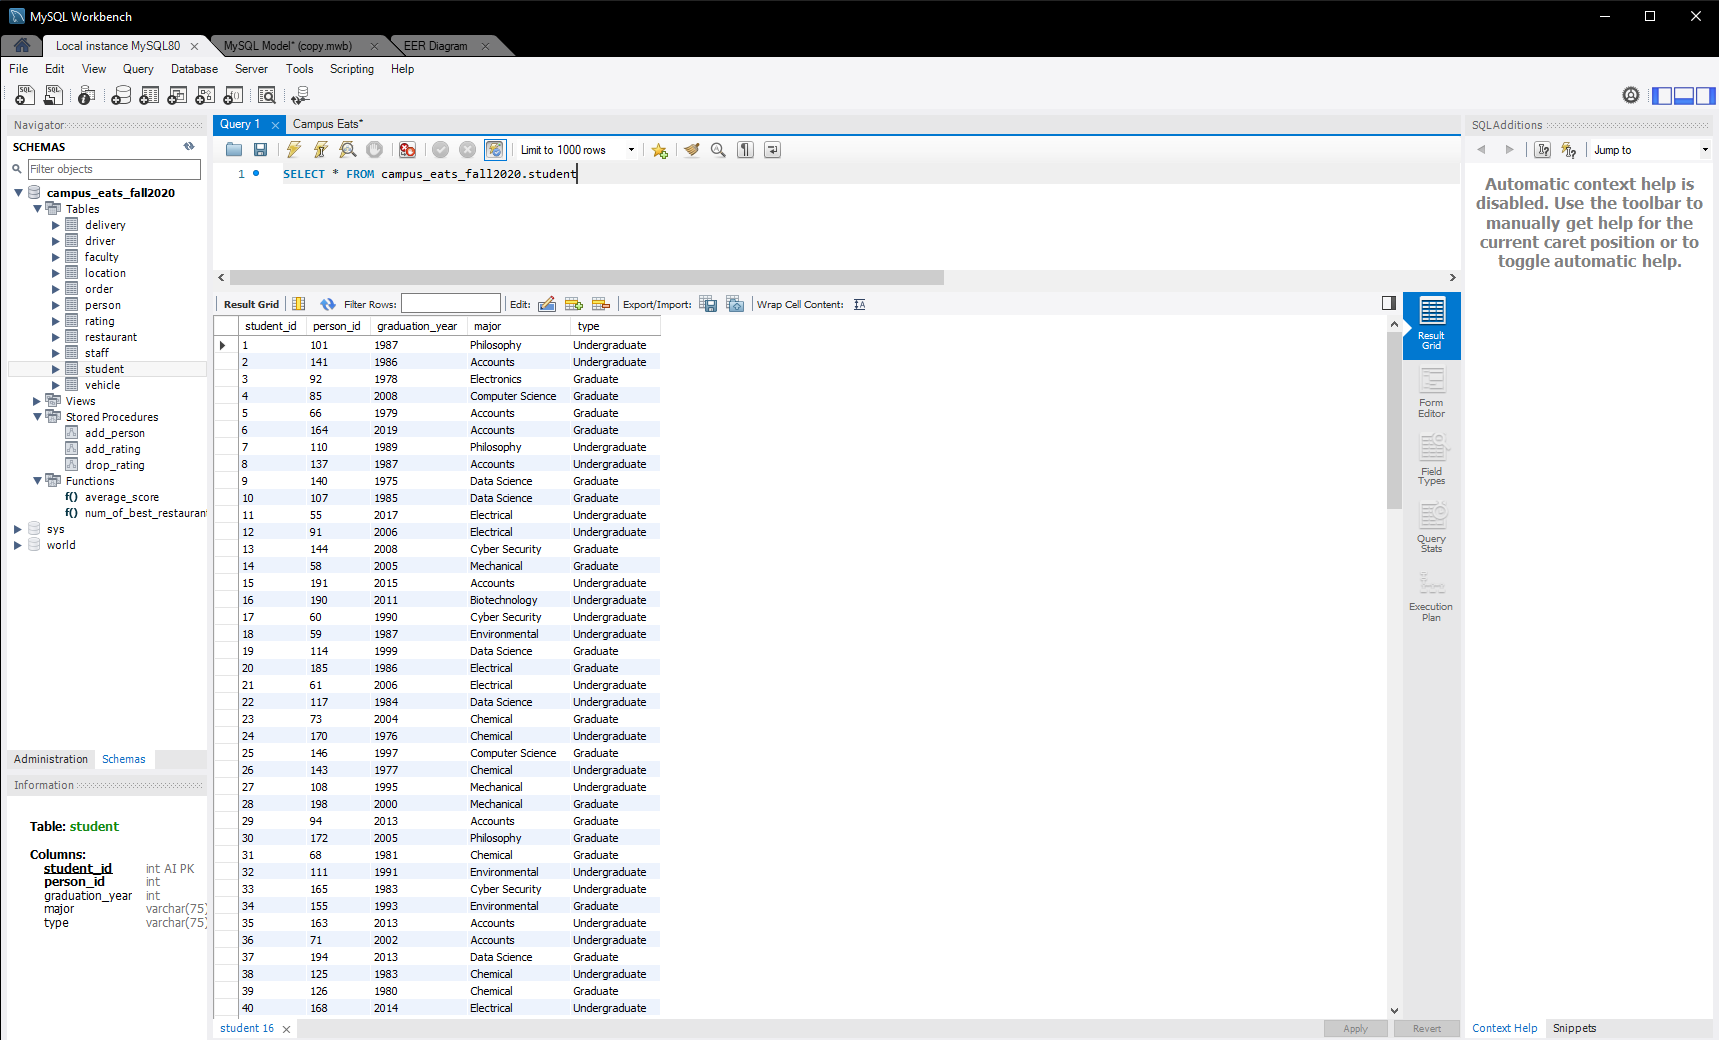 MySQL Workbench
Local instance MySQL80
MySQL Model* (copy.mwb)
EER Diagram
File Edit View Query Database Server Tools Scripting Help
Navigator
SCHEMAS
Filter objects
campus_eats_fall2020
Tables
delivery
driver
faculty
location
order
person
rating
restaurant
staff
student
vehicle
Views
Stored Procedures
add_person
add_rating
drop_rating
Functions
f() average_score
f() num_of_best_restauran
sys
world
Administration Schemas
Information
Table: student
Columns:
student_id int AI PK
person_id int
graduation_year int
major varchar(75)
type varchar(75)
Query 1 Campus Eats*
Limit to 1000 rows
1 SELECT * FROM campus_eats_fall2020.student
Result Grid Filter Rows: Edit: Export/Import: Wrap Cell Content:
student_id person_id graduation_year major type
1 101 1987 Philosophy Undergraduate
2 141 1986 Accounts Undergraduate
3 92 1978 Electronics Graduate
4 85 2008 Computer Science Graduate
5 66 1979 Accounts Graduate
6 164 2019 Accounts Graduate
7 110 1989 Philosophy Undergraduate
8 137 1987 Accounts Undergraduate
9 140 1975 Data Science Graduate
10 107 1985 Data Science Graduate
11 55 2017 Electrical Undergraduate
12 91 2006 Electrical Undergraduate
13 144 2008 Cyber Security Graduate
14 58 2005 Mechanical Graduate
15 191 2015 Accounts Undergraduate
16 190 2011 Biotechnology Undergraduate
17 60 1990 Cyber Security Undergraduate
18 59 1987 Environmental Undergraduate
19 114 1999 Data Science Graduate
20 185 1986 Electrical Graduate
21 61 2006 Electrical Undergraduate
22 117 1984 Data Science Undergraduate
23 73 2004 Chemical Graduate
24 170 1976 Chemical Undergraduate
25 146 1997 Computer Science Graduate
26 143 1977 Chemical Undergraduate
27 108 1995 Mechanical Undergraduate
28 198 2000 Mechanical Graduate
29 94 2013 Accounts Graduate
30 172 2005 Philosophy Graduate
31 68 1981 Chemical Graduate
32 111 1991 Environmental Undergraduate
33 165 1983 Cyber Security Undergraduate
34 155 1993 Environmental Graduate
35 163 2013 Accounts Undergraduate
36 71 2002 Accounts Undergraduate
37 194 2013 Data Science Graduate
38 125 1983 Chemical Undergraduate
39 126 1980 Chemical Graduate
40 168 2014 Electrical Undergraduate
student 16
Apply Revert
Result
Grid
Form
Editor
Field
Types
Query
Stats
Execution
Plan
SQLAdditions
Jump to
Automatic context help is
disabled. Use the toolbar to
manually get help for the
current caret position or to
toggle automatic help.
Context Help Snippets